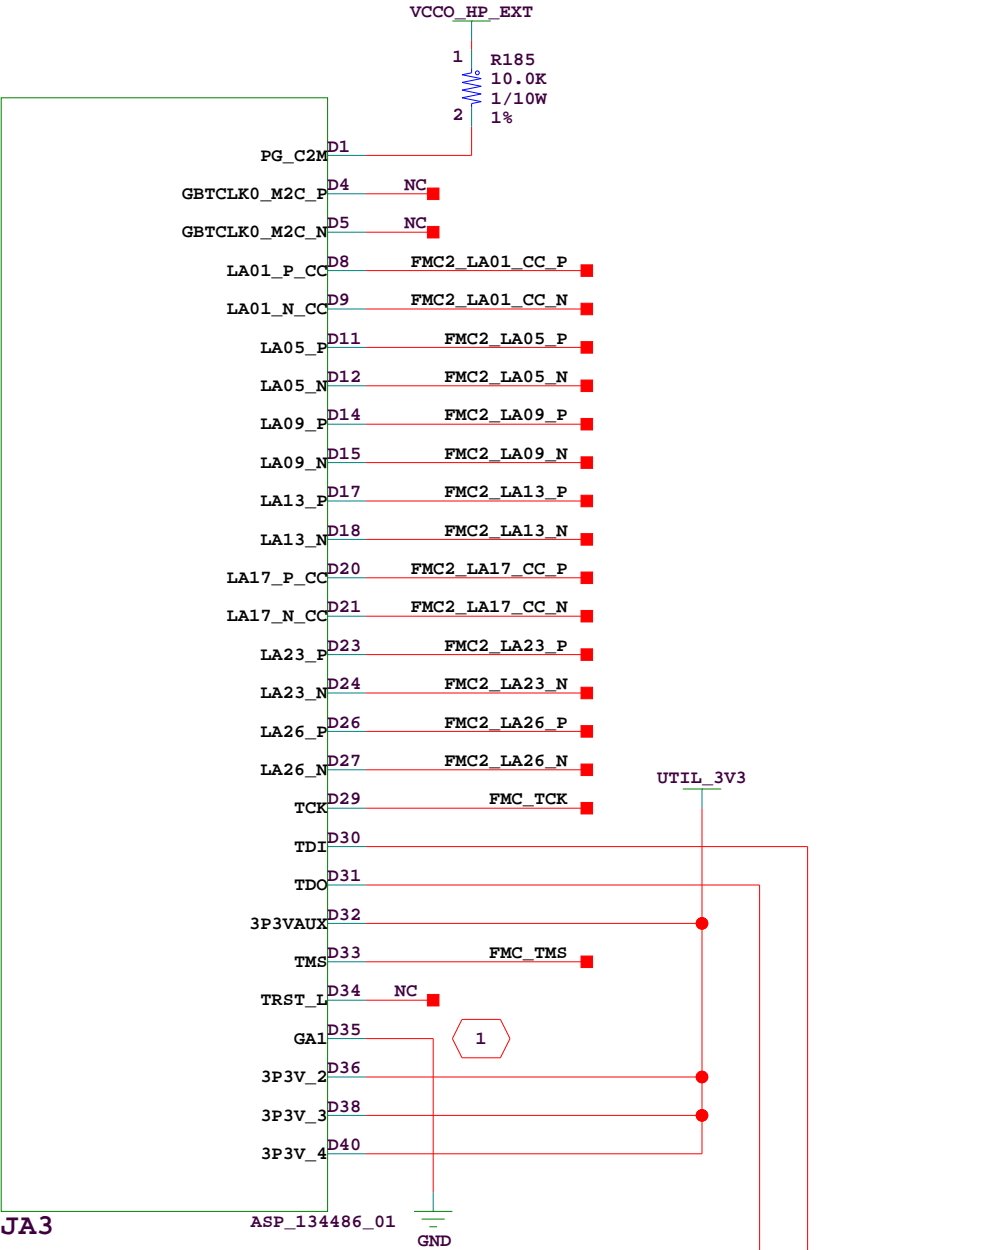 VCCO_HP_EXT
1
R185
10.0K
1/10W
2
1%
PG_C2M D1
GBTCLK0_M2C_P D4 NC
GBTCLK0_M2C_N D5 NC
LA01_P_CC D8 FMC2_LA01_CC_P
LA01_N_CC D9 FMC2_LA01_CC_N
LA05_P D11 FMC2_LA05_P
LA05_N D12 FMC2_LA05_N
LA09_P D14 FMC2_LA09_P
LA09_N D15 FMC2_LA09_N
LA13_P D17 FMC2_LA13_P
LA13_N D18 FMC2_LA13_N
LA17_P_CC D20 FMC2_LA17_CC_P
LA17_N_CC D21 FMC2_LA17_CC_N
LA23_P D23 FMC2_LA23_P
LA23_N D24 FMC2_LA23_N
LA26_P D26 FMC2_LA26_P
LA26_N D27 FMC2_LA26_N
UTIL_3V3
TCK D29 FMC_TCK
TDI D30
TDO D31
3P3VAUX D32
TMS D33 FMC_TMS
TRST_L D34 NC
GA1 D35 1
3P3V_2 D36
3P3V_3 D38
3P3V_4 D40
JA3 ASP_134486_01
GND